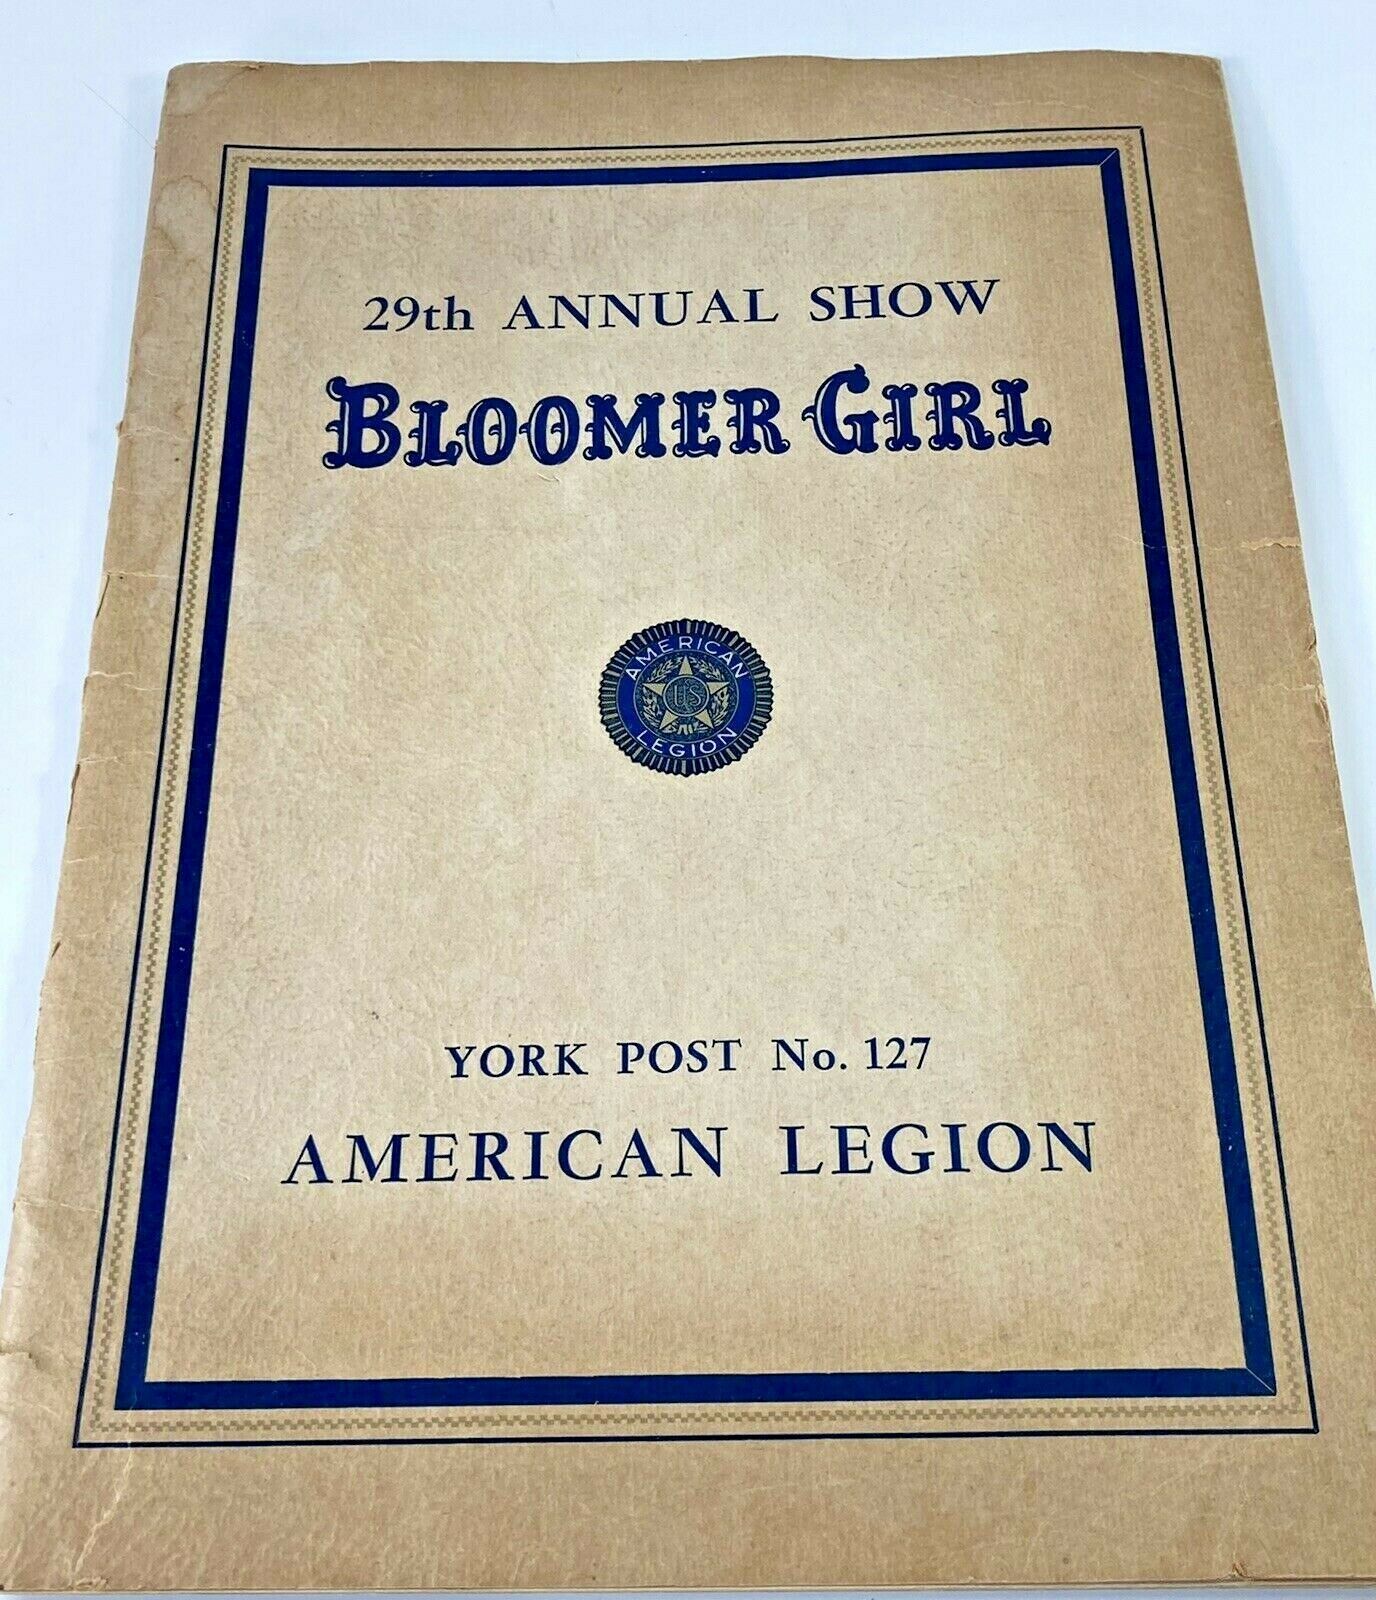 29th ANNUAL SHOW
BLOOMER GIRL
AMERICAN
US
LEGION
YORK POST No. 127
AMERICAN LEGION